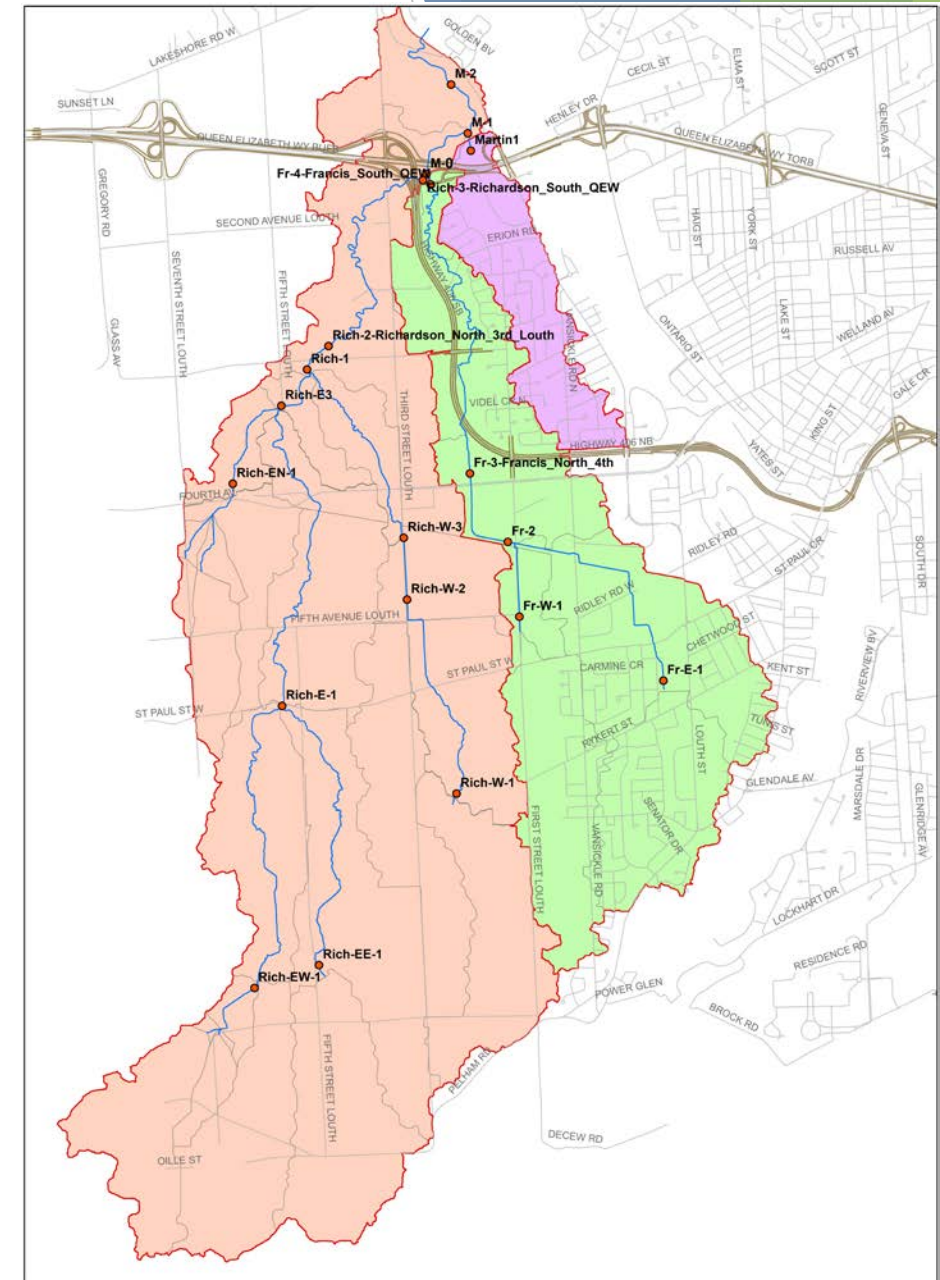 GOLDEN BV
LAKESHORE RD W
SCOTT ST
CECIL ST
ELMA ST
M-2
SUNSET LN
HENLEY DR
GENEVA ST
M-1
QUEEN ELIZABETH WY TORB
Martin1
M-0
Fr-4-Francis_South_QEW
Rich-3-Richardson_South_QEW
GREGORY RD
SECOND AVENUE LOUTH
HAIG ST
YORK ST
ERION RD
RUSSELL AV
SEVENTH STREET LOUTH
FIFTH STREET LOUTH
LAKE ST
WELLAND AV
ONTARIO ST
GLASS AV
Rich-2-Richardson_North_3rd_Louth
Rich-1
GALE CR
THIRD STREET LOUTH
VIDEL CR N
Rich-E3
KING ST
HIGHWAY 406 NB
YATES ST
Fr-3-Francis_North_4th
Rich-EN-1
FOURTH AV
Rich-W-3
Fr-2
RIDLEY RD
ST PAUL CR
SOUTH DR
Rich-W-2
RIDLEY RD W
Fr-W-1
FIFTH AVENUE LOUTH
CHETWOOD ST
RIVERVIEW BV
ST PAUL ST W
CARMINE CR
Fr-E-1
KENT ST
Rich-E-1
ST PAUL ST W
TUNIS ST
RYKERT ST
LOUTH ST
MARSDALE DR
GLENDALE AV
Rich-W-1
GLENRIDGE AV
FIRST STREET LOUTH
VANSICKLE RD
SENATOR DR
LOCKHART DR
RESIDENCE RD
Rich-EE-1
Rich-EW-1
POWER GLEN
BROCK RD
FIFTH STREET LOUTH
PELHAM RD
DECEW RD
OILLE ST